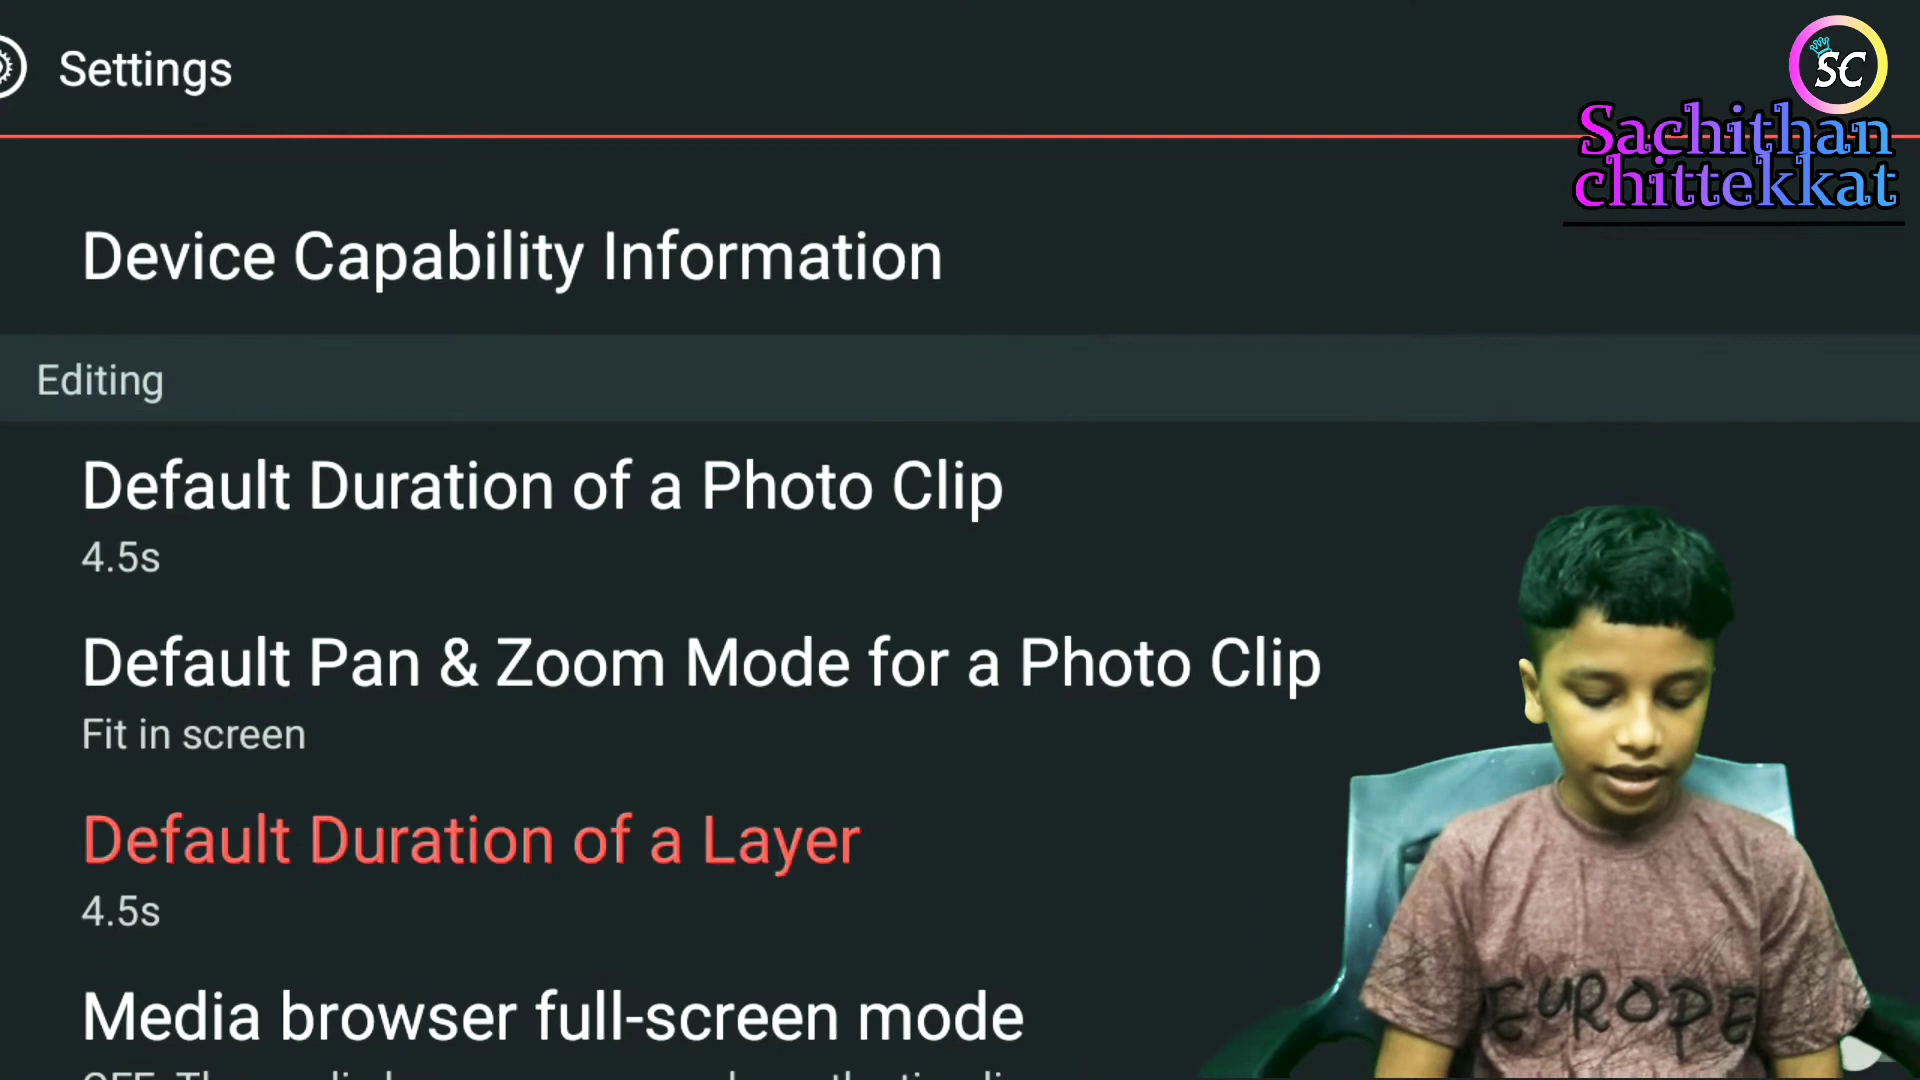 Settings
SC
Sachithan
chittekkat
Device Capability Information
Editing
Default Duration of a Photo Clip
4.5s
Default Pan & Zoom Mode for a Photo Clip
Fit in screen
Default Duration of a Layer
4.5s
Media browser full-screen mode
EUROPE